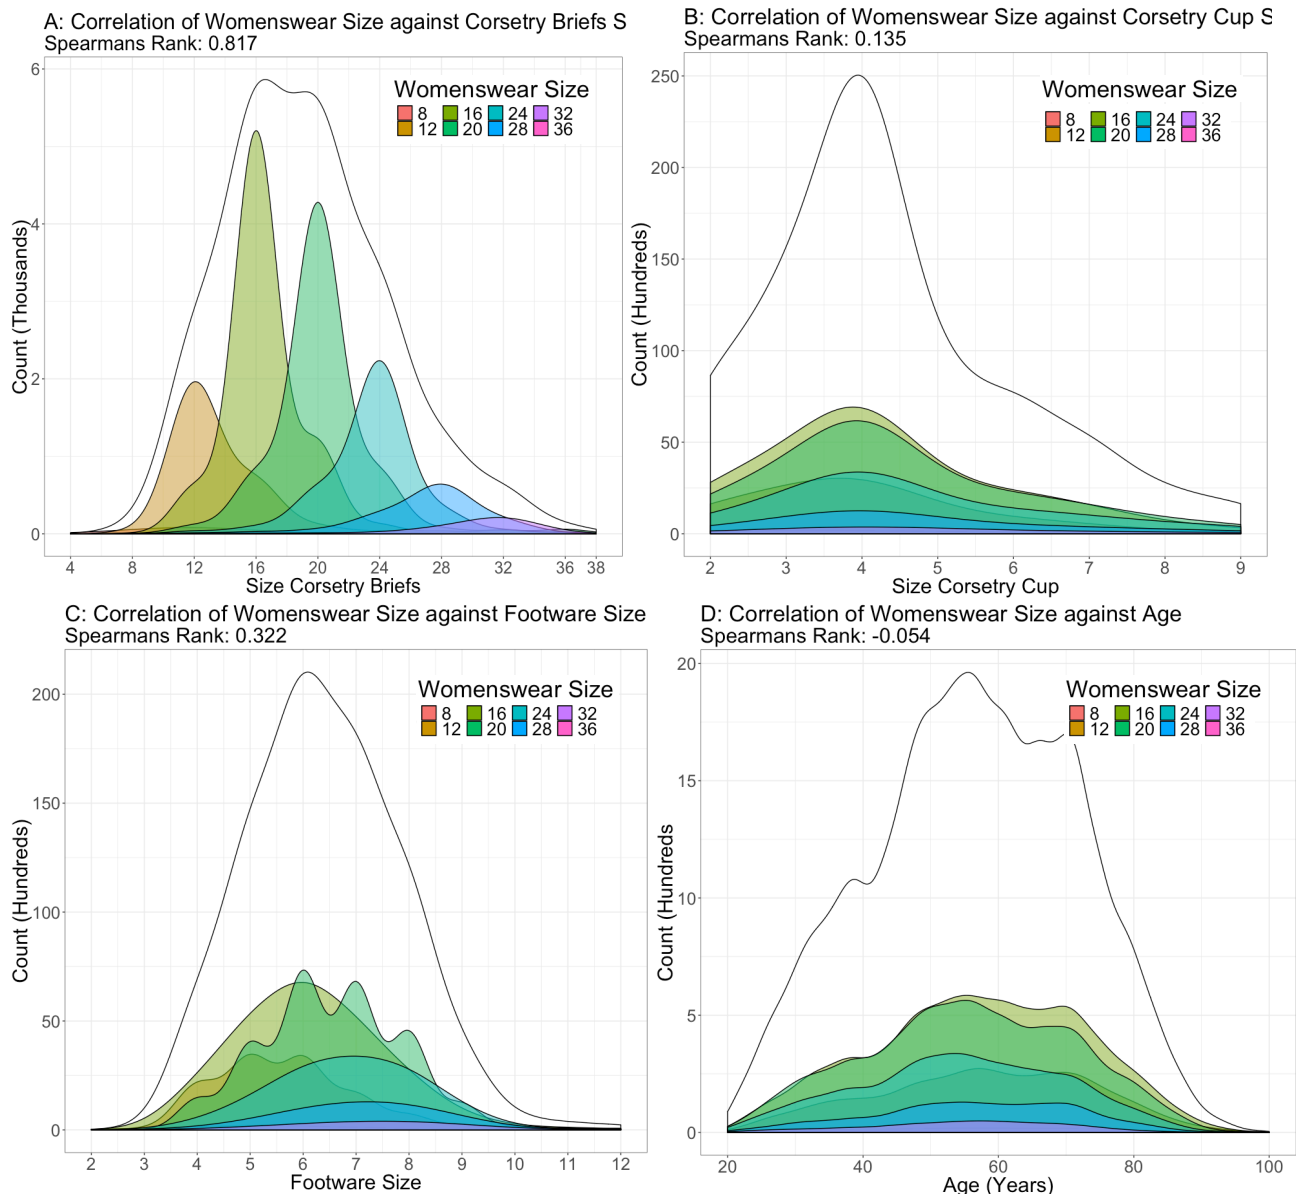 A: Correlation of Womenswear Size against Corsetry Briefs S
Spearmans Rank: 0.817
Womenswear Size
8 16 24 32
12 20 28 36
Count (Thousands)
6
4
2
0
4 8 12 16 20 24 28 32 36 38
Size Corsetry Briefs
B: Correlation of Womenswear Size against Corsetry Cup S
Spearmans Rank: 0.135
Womenswear Size
8 16 24 32
12 20 28 36
Count (Hundreds)
250
200
150
100
50
0
2 3 4 5 6 7 8 9
Size Corsetry Cup
C: Correlation of Womenswear Size against Footware Size
Spearmans Rank: 0.322
Womenswear Size
8 16 24 32
12 20 28 36
Count (Hundreds)
200
150
100
50
0
2 3 4 5 6 7 8 9 10 11 12
Footware Size
D: Correlation of Womenswear Size against Age
Spearmans Rank: -0.054
Womenswear Size
8 16 24 32
12 20 28 36
Count (Hundreds
20
15
10
5
0
20 40 60 80 100
Age (Years)